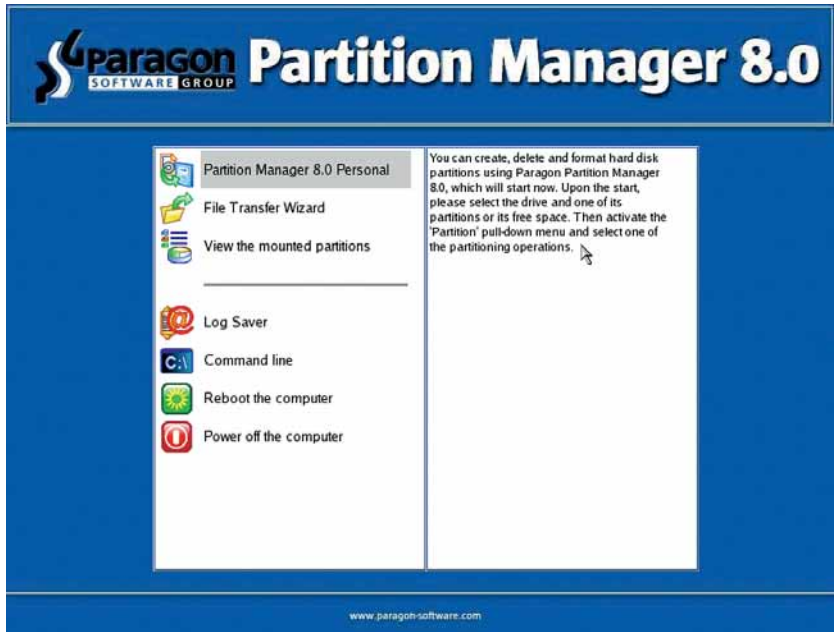 Paragon
SOFTWARE GROUP
Partition Manager 8.0
Partition Manager 8.0 Personal
File Transfer Wizard
View the mounted partitions
Log Saver
C:\
Command line
Reboot the computer
Power off the computer
You can create, delete and format hard disk
partitions using Paragon Partition Manager
8.0, which will start now. Upon the start,
please select the drive and one of its
partitions or its free space. Then activate the
'Partition' pull-down menu and select one of
the partitioning operations.
www.paragon-software.com